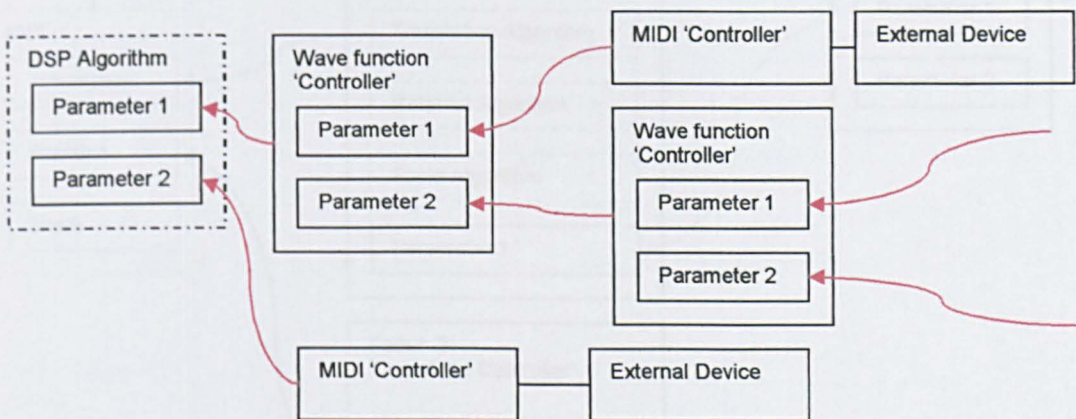 DSP Algorithm
Parameter 1
Parameter 2
Wave function
'Controller'
Parameter 1
Parameter 2
MIDI 'Controller'
External Device
Wave function
'Controller'
Parameter 1
Parameter 2
MIDI 'Controller'
External Device